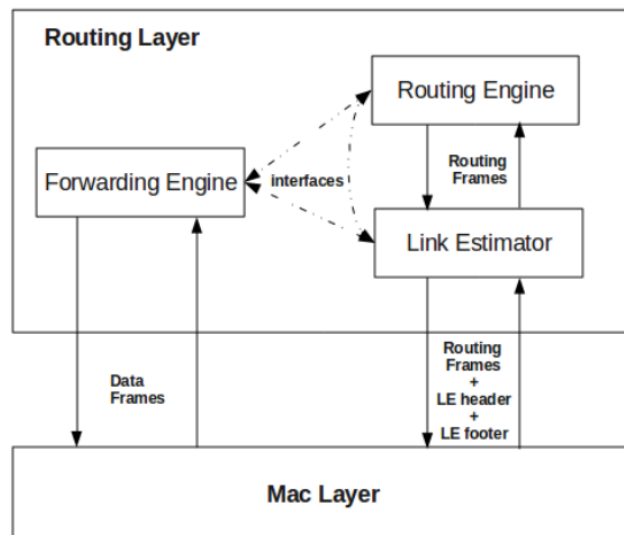 Routing Layer
Routing Engine
Forwarding Engine
interfaces
Routing
Frames
Link Estimator
Data
Frames
Routing
Frames
+
LE header
+
LE footer
Mac Layer